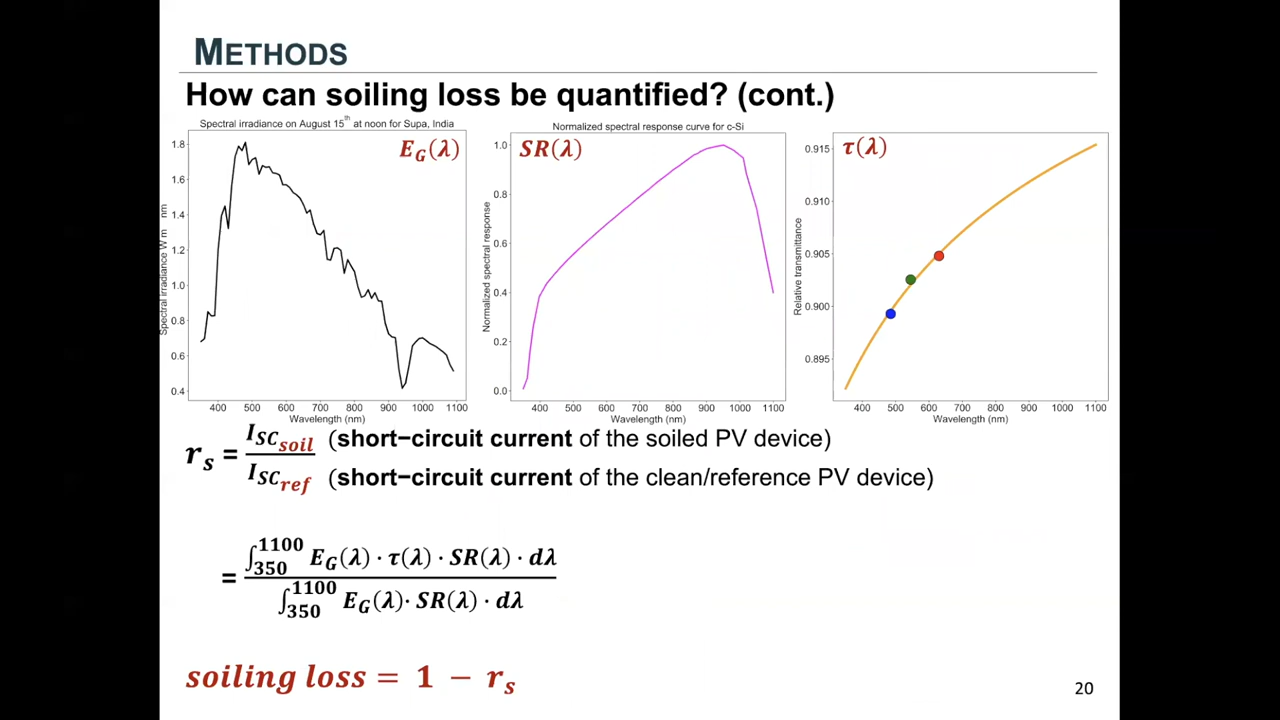 METHODS
How can soiling loss be quantified? (cont.)
Spectral irradiance on August 15th at noon for Supa, India
E_G(λ)
1.8
1.6
1.4
1.2
1.0
0.8
0.6
0.4
Spectral irradiance W m nm
400 500 600 700 800 900 1000 1100
Wavelength (nm)
Normalized spectral response curve for c-Si
SR(λ)
1.0
0.8
0.6
0.4
0.2
0.0
Normalized spectral response
400 500 600 700 800 900 1000 1100
Wavelength (nm)
τ(λ)
0.915
0.910
0.905
0.900
0.895
Relative transmittance
400 500 600 700 800 900 1000 1100
Wavelength (nm)
r_s = I_SC_soil (short−circuit current of the soiled PV device)
I_SC_ref (short−circuit current of the clean/reference PV device)
= ∫_350^1100 E_G(λ) · τ(λ) · SR(λ) · dλ
∫_350^1100 E_G(λ)· SR(λ) · dλ
soiling loss = 1 − r_s
20